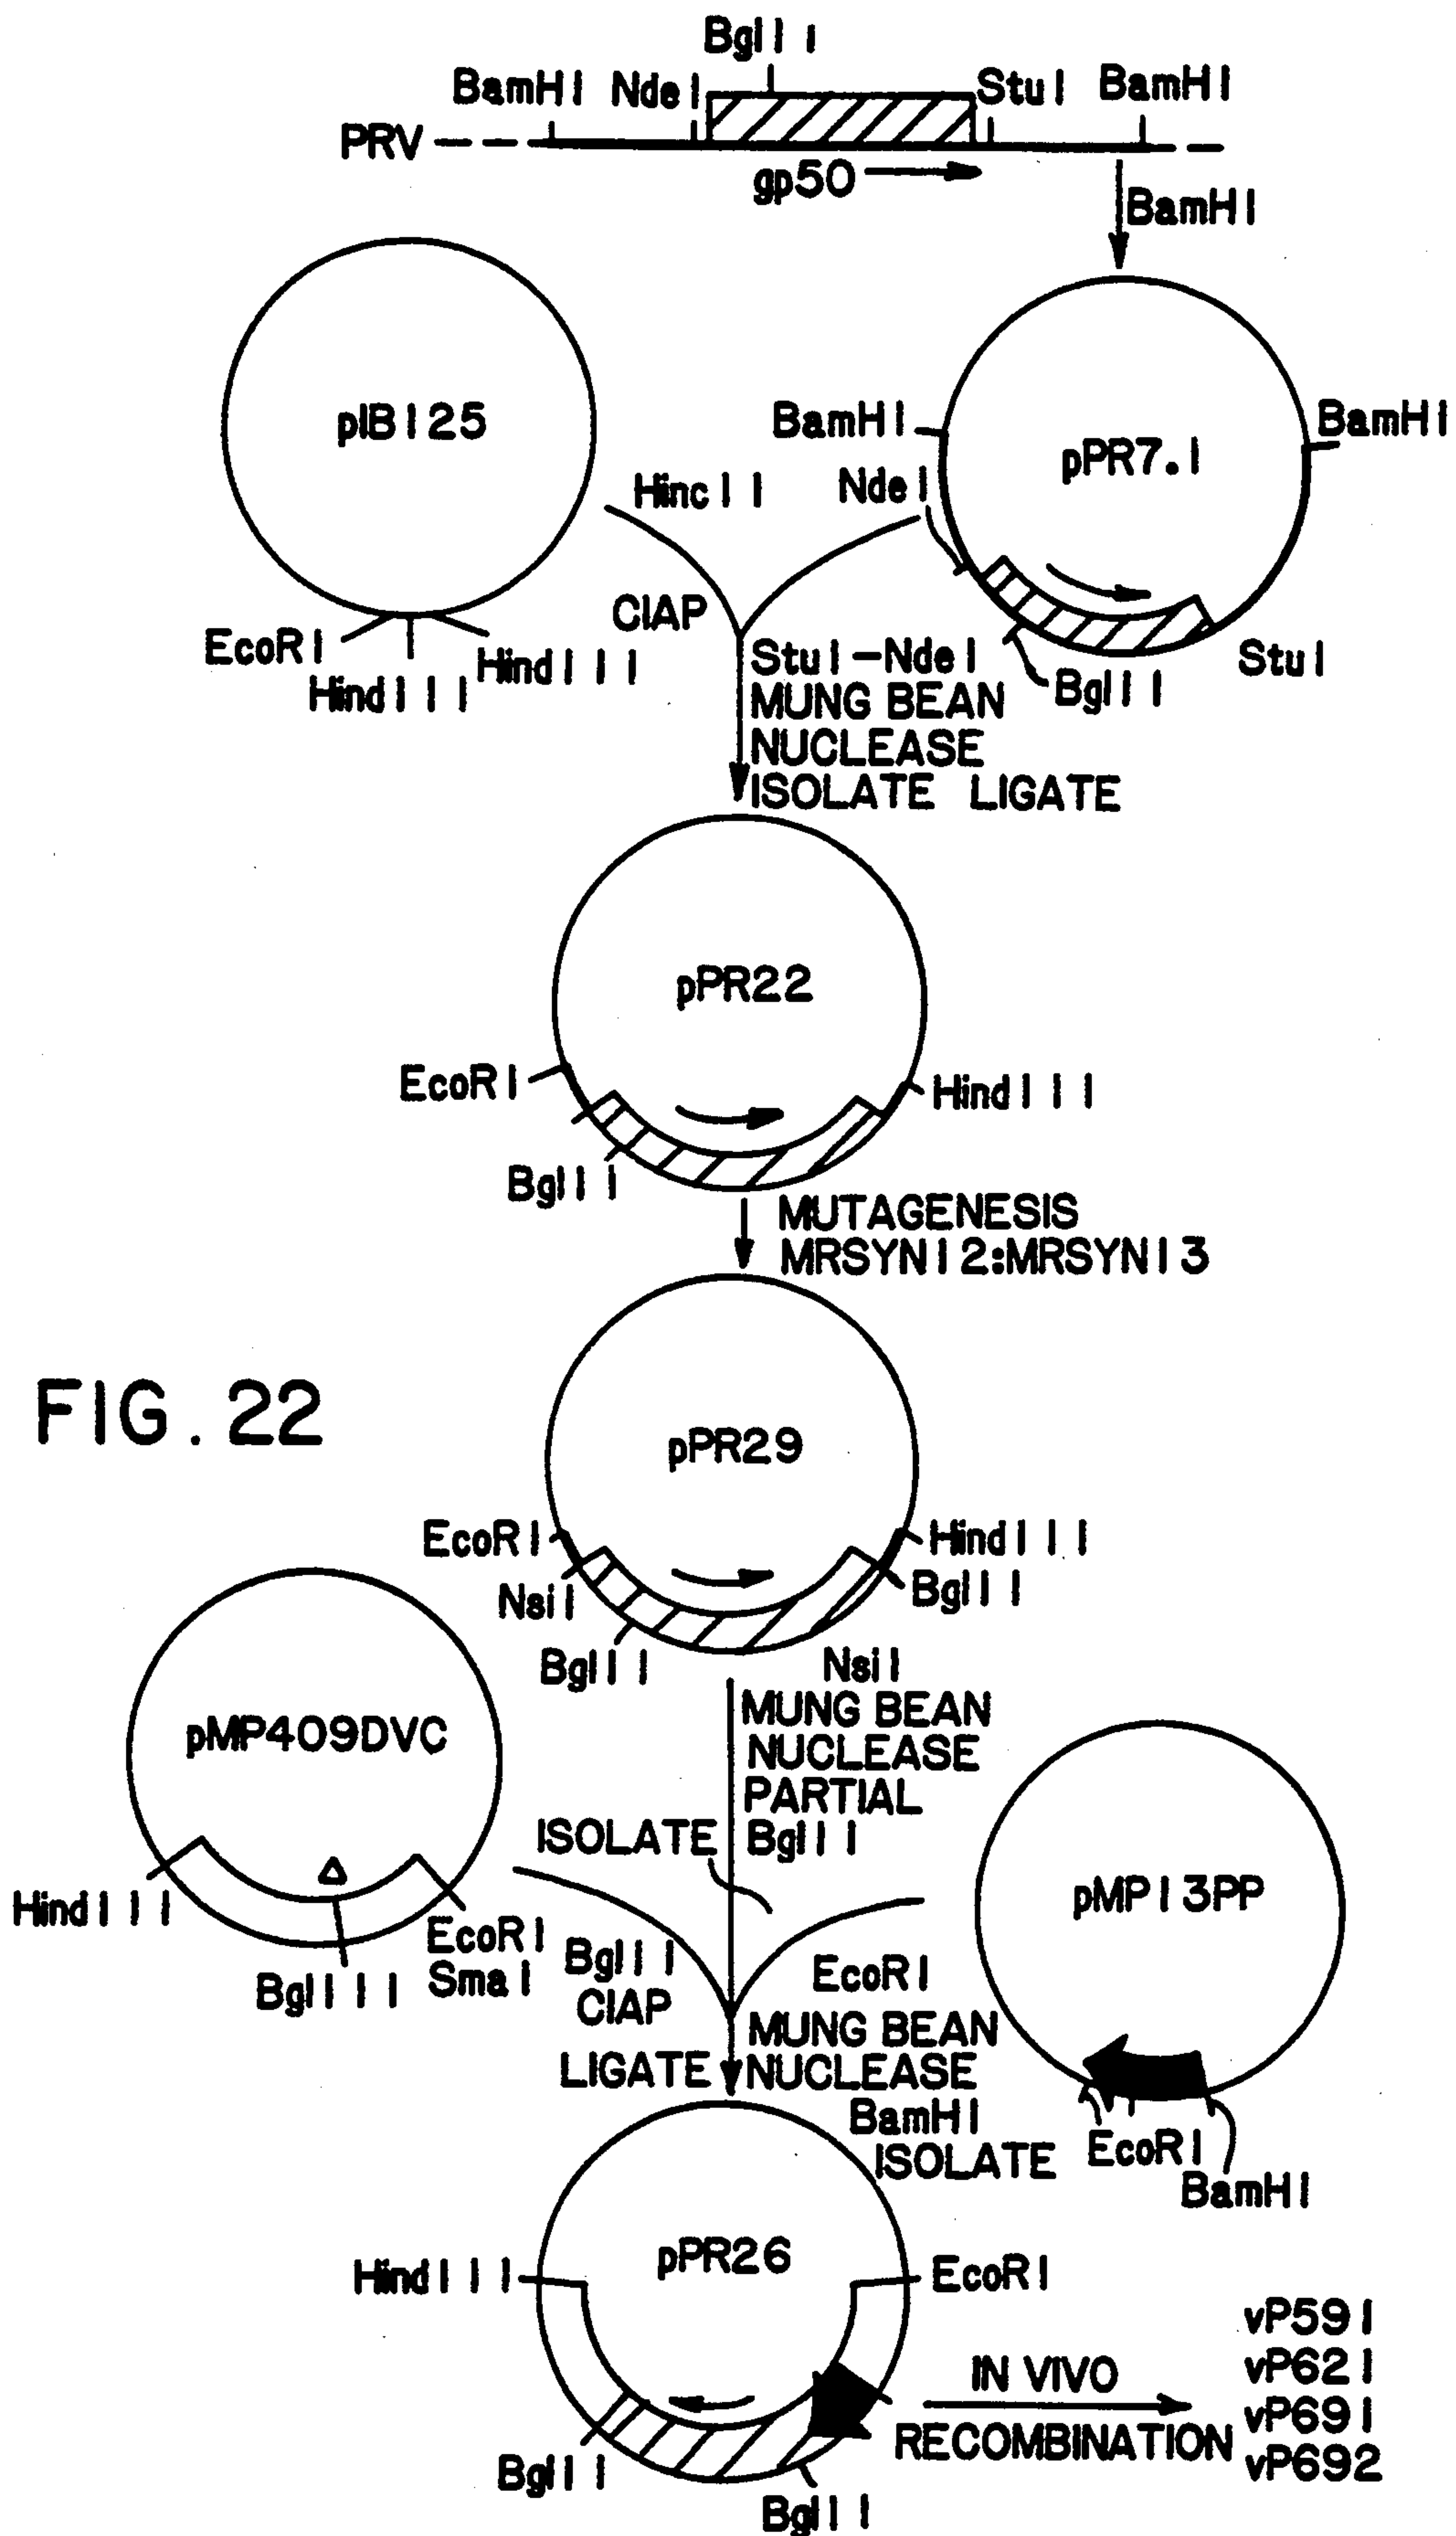 BglII
BamHI NdeI StuI BamHI
PRV
gp50
BamHI
pIBI25
pPR7.1
BamHI
BamHI
HincII
NdeI
CIAP
EcoRI
HindIII
HindIII
StuI-NdeI
MUNG BEAN
NUCLEASE
ISOLATE LIGATE
BglII
StuI
pPR22
EcoRI
HindIII
BglII
MUTAGENESIS
MRSYN12:MRSYN13
FIG. 22
pPR29
EcoRI
HindIII
NsiI
BglII
BglII
NsiI
MUNG BEAN
NUCLEASE
PARTIAL
BglII
ISOLATE
pMP409DVC
Δ
HindIII
BglIII
EcoRI
SmaI
BglII
CIAP
LIGATE
pMP13PP
EcoRI
MUNG BEAN
NUCLEASE
BamHI
ISOLATE
EcoRI
BamHI
pPR26
HindIII
EcoRI
BglII
BglII
IN VIVO
RECOMBINATION
vP591
vP621
vP691
vP692